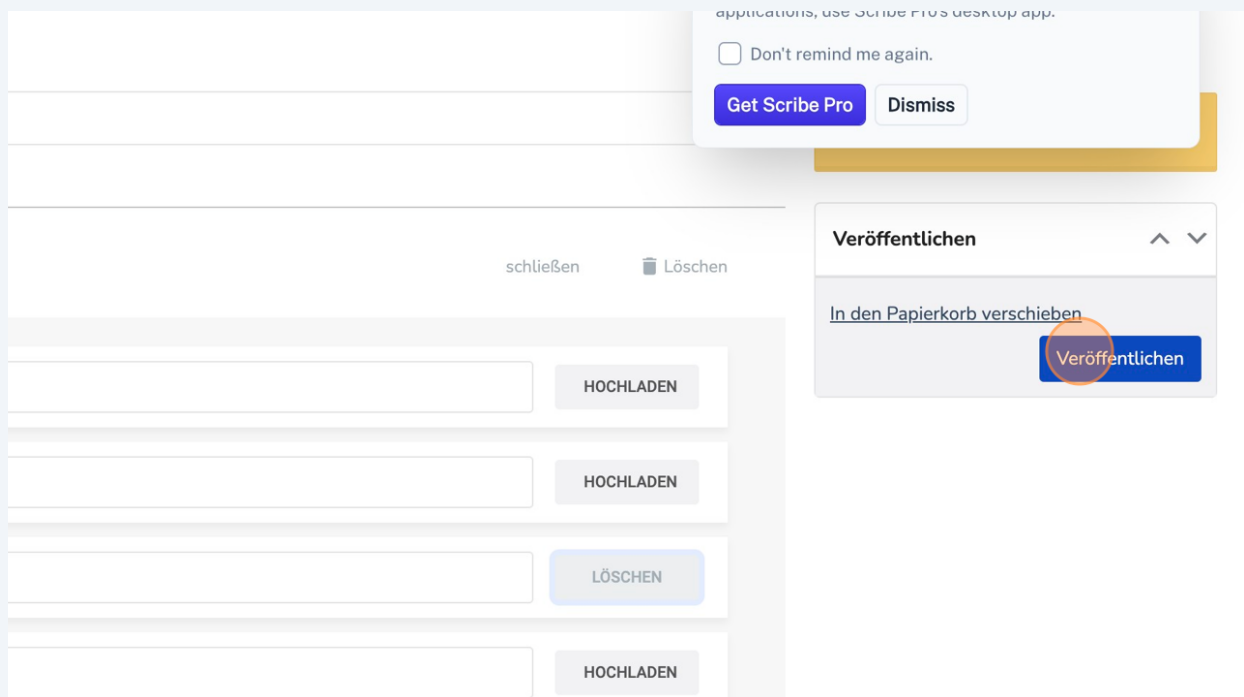 applications, use Scribe Pro's desktop app.
Don't remind me again.
Get Scribe Pro Dismiss
Veröffentlichen
schließen Löschen
In den Papierkorb verschieben
Veröffentlichen
HOCHLADEN
HOCHLADEN
LÖSCHEN
HOCHLADEN